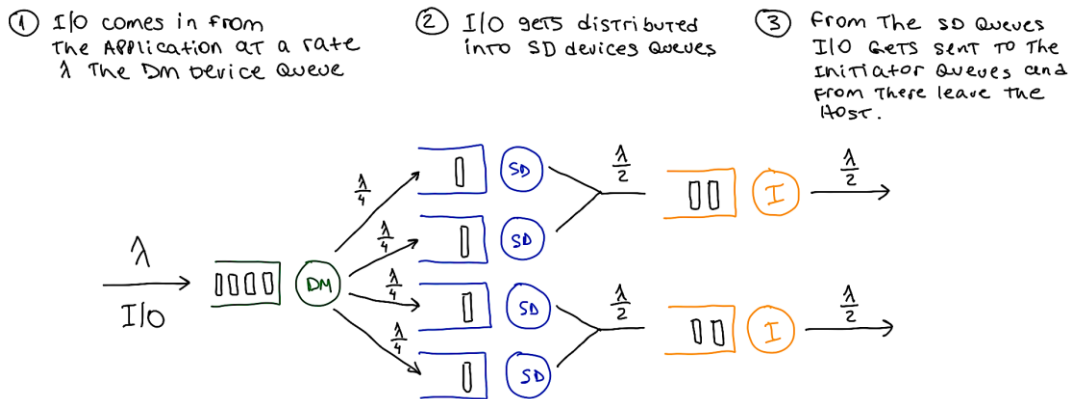 ① I/O comes in from
The Application at a rate
λ The Dm Device Queue
② I/O gets distributed
into SD devices Queues
③ From The SD Queues
I/O Gets sent to The
Initiator Queues and
From There leave the
Host.
λ
I/O
DM
λ/4
λ/4
λ/4
λ/4
SD
SD
SD
SD
λ/2
λ/2
I
I
λ/2
λ/2